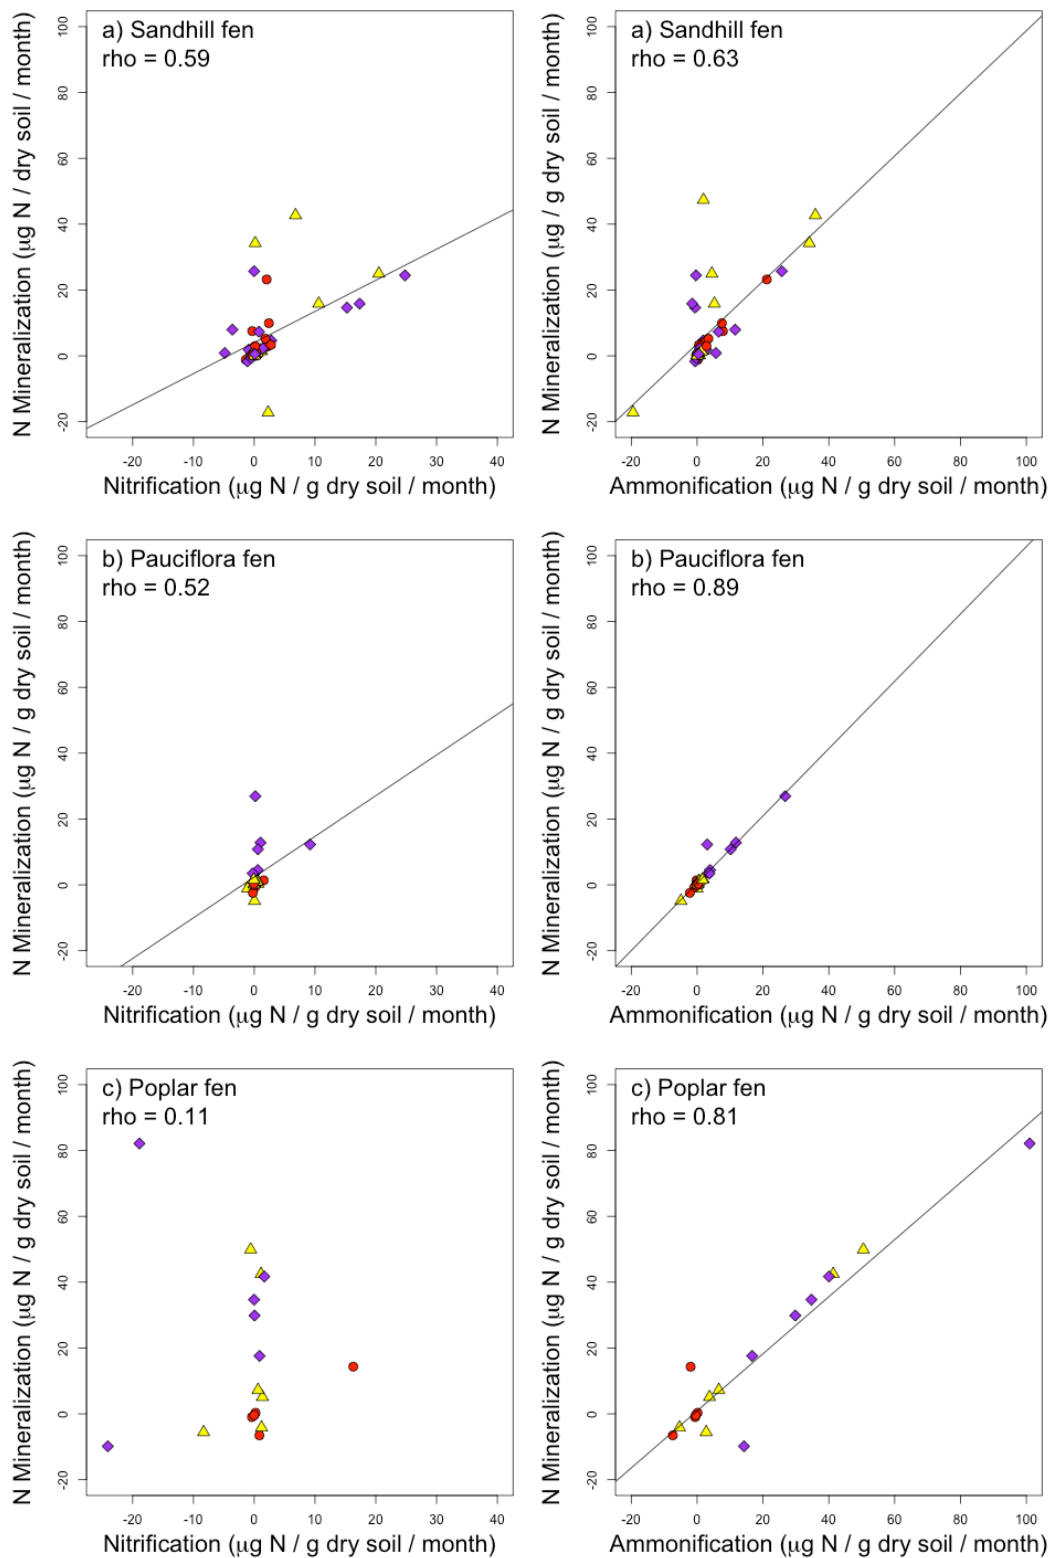 a) Sandhill fen
rho = 0.59
N Mineralization (μg N / dry soil / month)
100
80
60
40
20
0
-20
-20 -10 0 10 20 30 40
Nitrification (μg N / g dry soil / month)
a) Sandhill fen
rho = 0.63
N Mineralization (μg / g dry soil / month)
100
80
60
40
20
0
-20
-20 0 20 40 60 80 100
Ammonification (μg N / g dry soil / month)
b) Pauciflora fen
rho = 0.52
N Mineralization (μg N / g dry soil / month)
100
80
60
40
20
0
-20
-20 -10 0 10 20 30 40
Nitrification (μg N / g dry soil / month)
b) Pauciflora fen
rho = 0.89
N Mineralization (μg N / g dry soil / month)
100
80
60
40
20
0
-20
-20 0 20 40 60 80 100
Ammonification (μg N / g dry soil / month)
c) Poplar fen
rho = 0.11
N Mineralization (μg N / g dry soil / month)
100
80
60
40
20
0
-20
-20 -10 0 10 20 30 40
Nitrification (μg N / g dry soil / month)
c) Poplar fen
rho = 0.81
N Mineralization (μg N / g dry soil / month)
100
80
60
40
20
0
-20
-20 0 20 40 60 80 100
Ammonification (μg N / g dry soil / month)